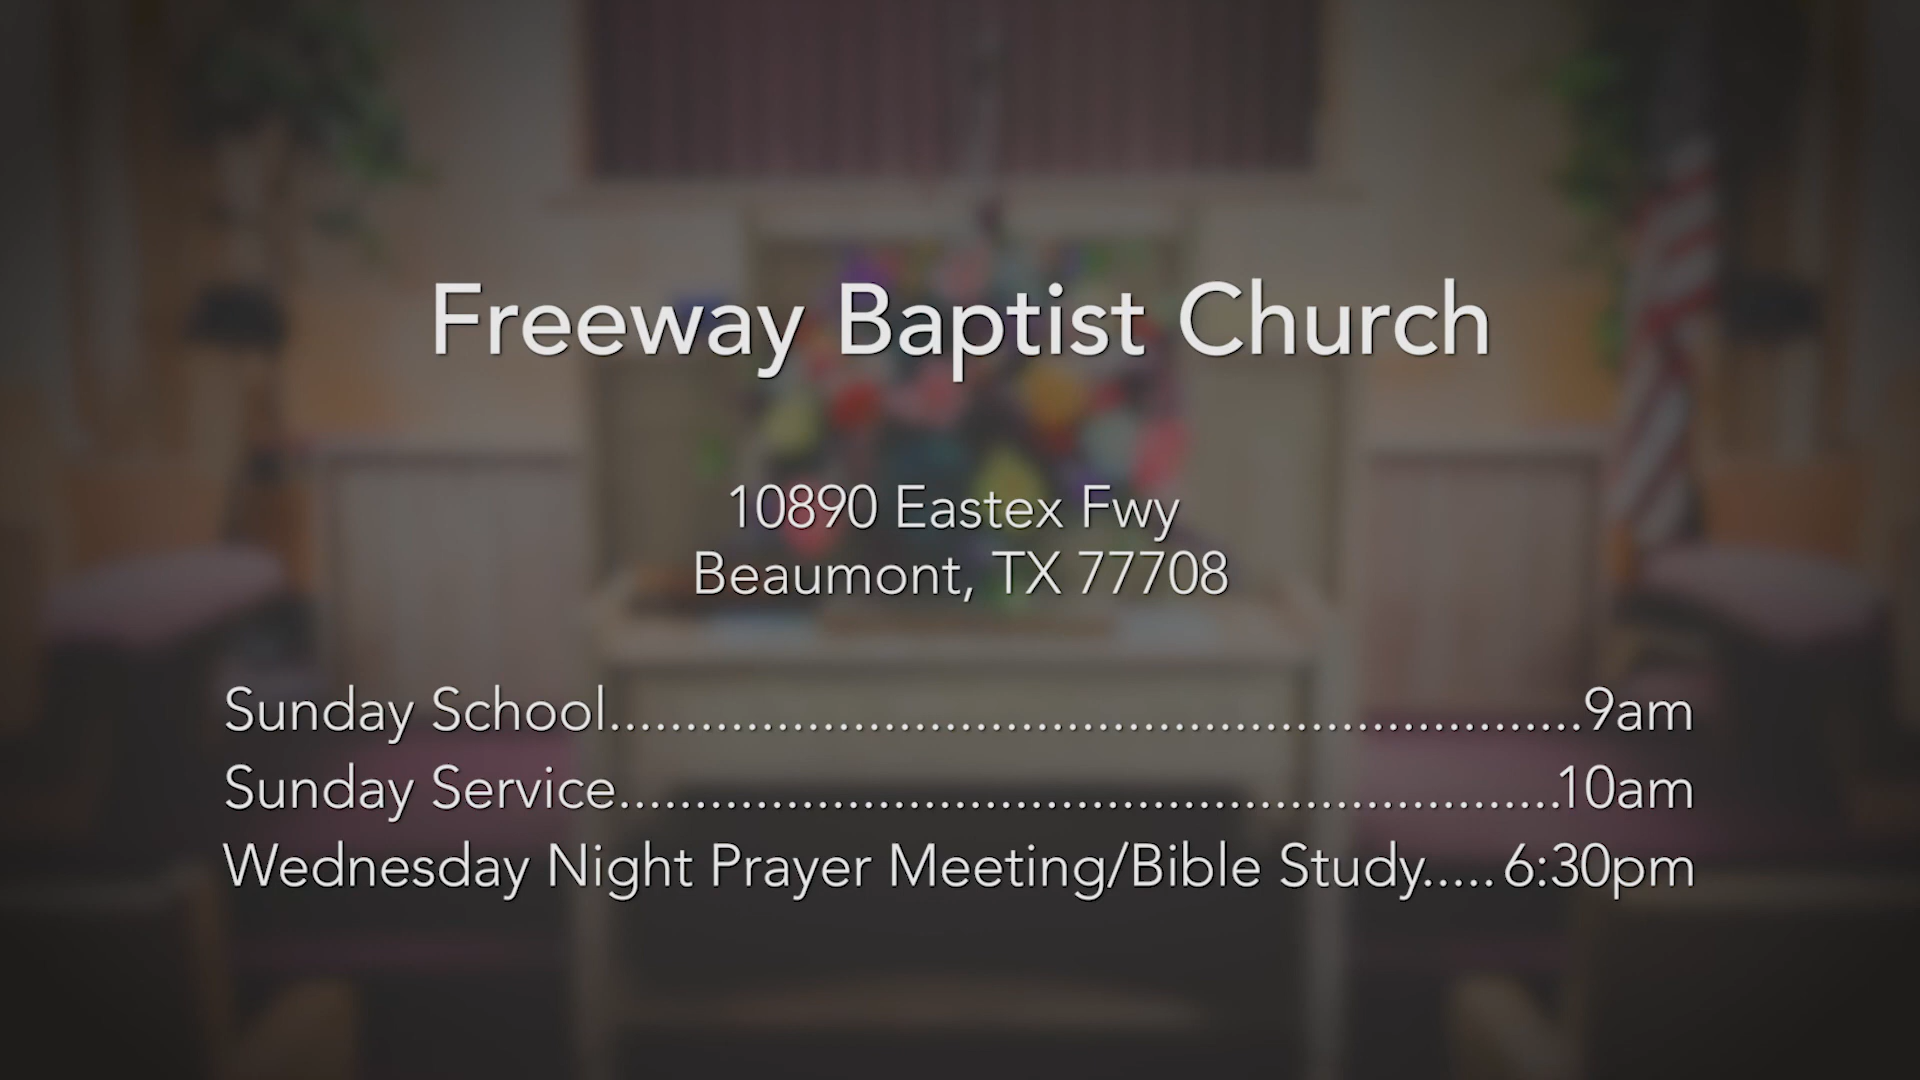 Freeway Baptist Church
10890 Eastex Fwy
Beaumont, TX 77708
Sunday School................................................................9am
Sunday Service..............................................................10am
Wednesday Night Prayer Meeting/Bible Study.....6:30pm